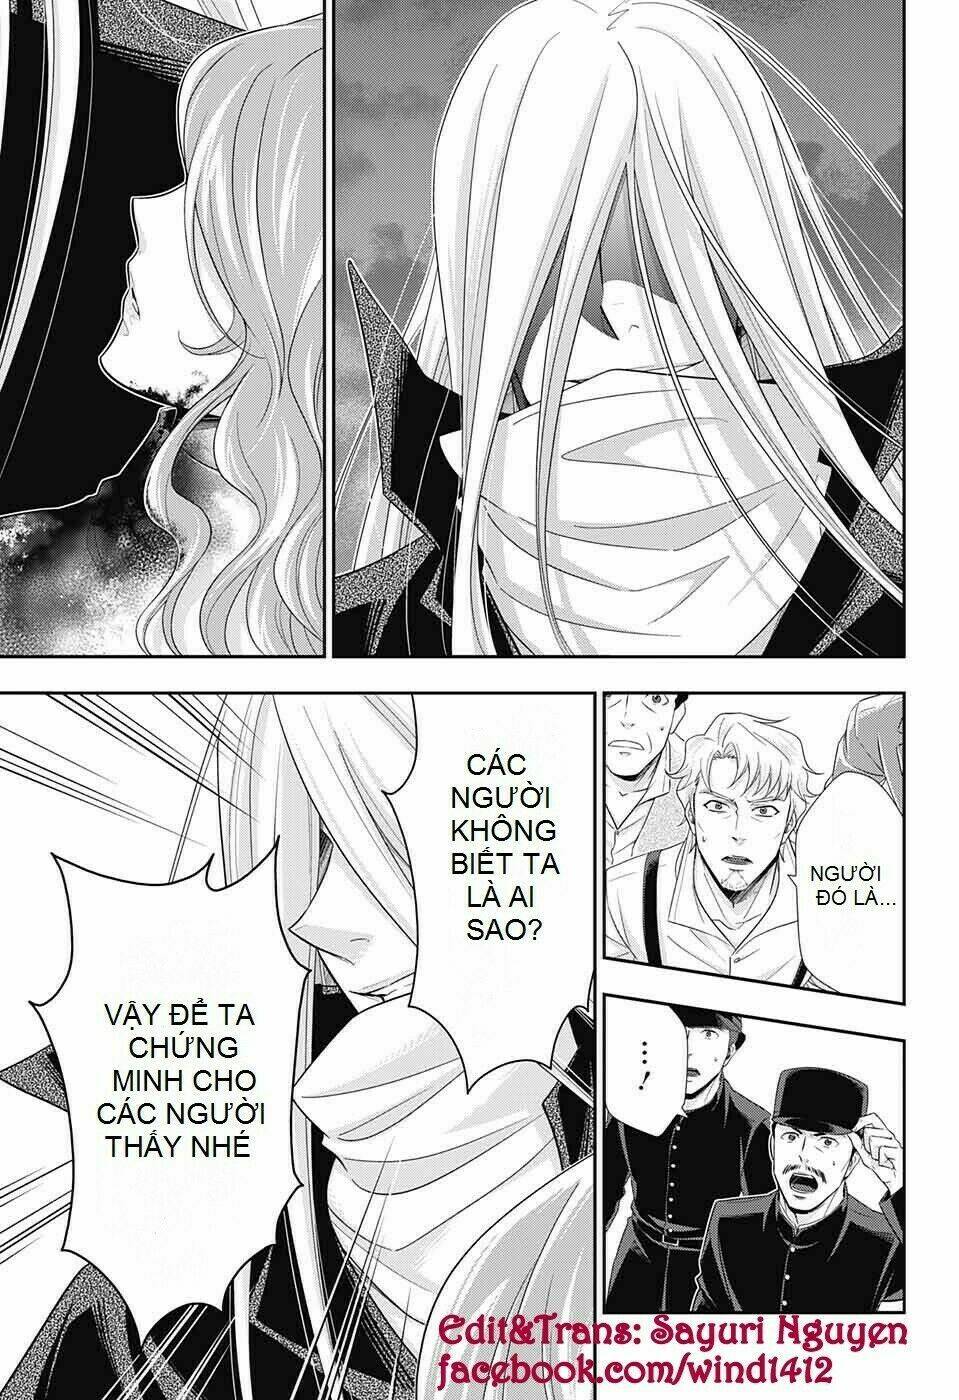 NGƯỜI
ĐÓ LÀ...
...!
CÁC
NGƯỜI
KHÔNG
BIẾT TA
LÀ AI
SAO?
VẬY ĐỂ TA
CHỨNG
MINH CHO
CÁC NGƯỜI
THẤY NHÉ
Edit&Trans: Sayuri Nguyen
facebook.com/wind1412